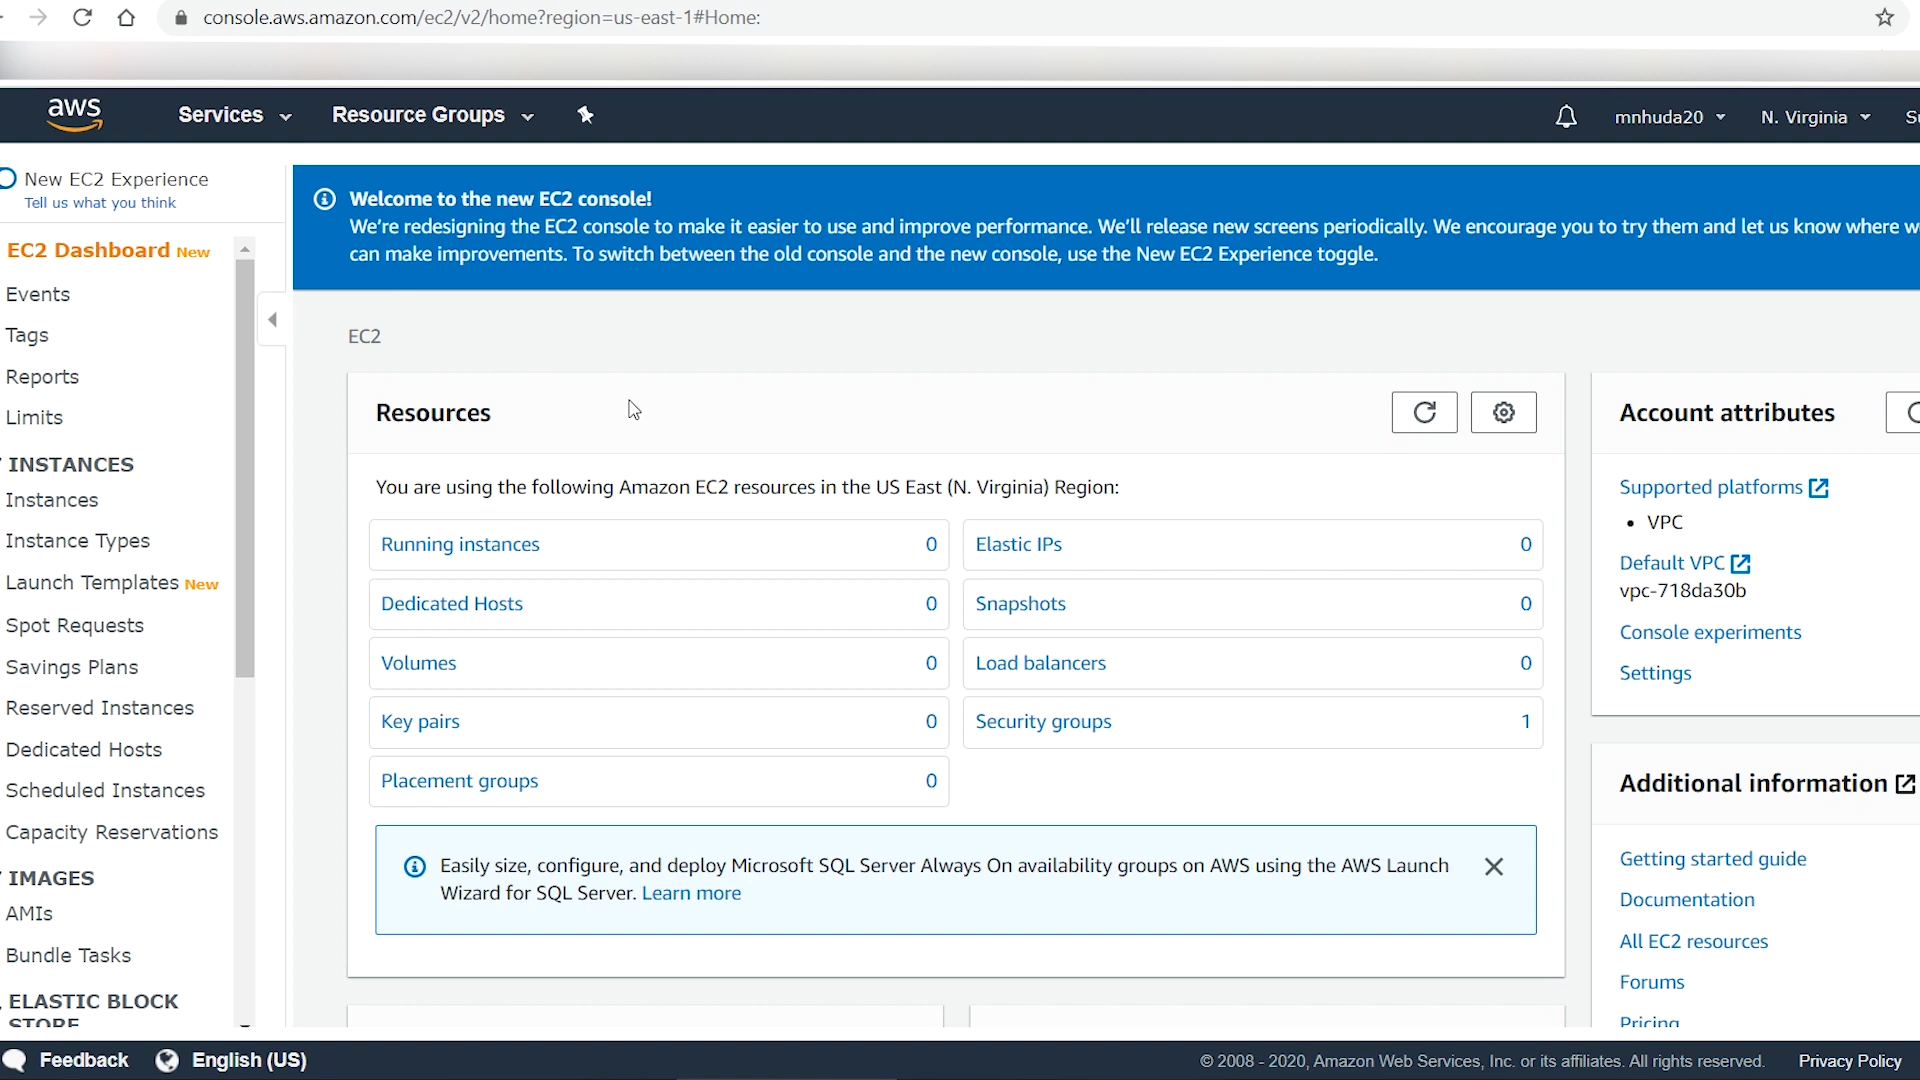 console.aws.amazon.com/ec2/v2/home?region=us-east-1#Home:
aws
Services
Resource Groups
mnhuda20
N. Virginia
New EC2 Experience
Tell us what you think
EC2 Dashboard New
Events
Tags
Reports
Limits
INSTANCES
Instances
Instance Types
Launch Templates New
Spot Requests
Savings Plans
Reserved Instances
Dedicated Hosts
Scheduled Instances
Capacity Reservations
IMAGES
AMIs
Bundle Tasks
ELASTIC BLOCK
STORE
Welcome to the new EC2 console!
We're redesigning the EC2 console to make it easier to use and improve performance. We'll release new screens periodically. We encourage you to try them and let us know where
can make improvements. To switch between the old console and the new console, use the New EC2 Experience toggle.
EC2
Resources
You are using the following Amazon EC2 resources in the US East (N. Virginia) Region:
Running instances 0
Elastic IPs 0
Dedicated Hosts 0
Snapshots 0
Volumes 0
Load balancers 0
Key pairs 0
Security groups 1
Placement groups 0
Easily size, configure, and deploy Microsoft SQL Server Always On availability groups on AWS using the AWS Launch
Wizard for SQL Server. Learn more
Account attributes
Supported platforms
• VPC
Default VPC
vpc-718da30b
Console experiments
Settings
Additional information
Getting started guide
Documentation
All EC2 resources
Forums
Pricing
Feedback
English (US)
© 2008 - 2020, Amazon Web Services, Inc. or its affiliates. All rights reserved.
Privacy Policy